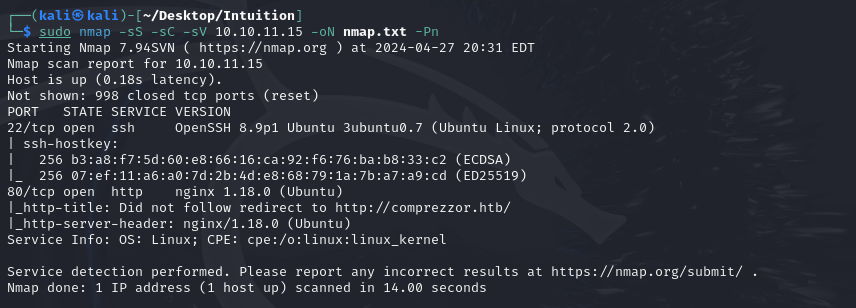 ┌──(kali㉿kali)-[~/Desktop/Intuition]
└─$ sudo nmap -sS -sC -sV 10.10.11.15 -oN nmap.txt -Pn
Starting Nmap 7.94SVN ( https://nmap.org ) at 2024-04-27 20:31 EDT
Nmap scan report for 10.10.11.15
Host is up (0.18s latency).
Not shown: 998 closed tcp ports (reset)
PORT   STATE SERVICE VERSION
22/tcp open  ssh     OpenSSH 8.9p1 Ubuntu 3ubuntu0.7 (Ubuntu Linux; protocol 2.0)
| ssh-hostkey:
|   256 b3:a8:f7:5d:60:e8:66:16:ca:92:f6:76:ba:b8:33:c2 (ECDSA)
|_  256 07:ef:11:a6:a0:7d:2b:4d:e8:68:79:1a:7b:a7:a9:cd (ED25519)
80/tcp open  http    nginx 1.18.0 (Ubuntu)
|_http-title: Did not follow redirect to http://comprezzor.htb/
|_http-server-header: nginx/1.18.0 (Ubuntu)
Service Info: OS: Linux; CPE: cpe:/o:linux:linux_kernel
Service detection performed. Please report any incorrect results at https://nmap.org/submit/ .
Nmap done: 1 IP address (1 host up) scanned in 14.00 seconds